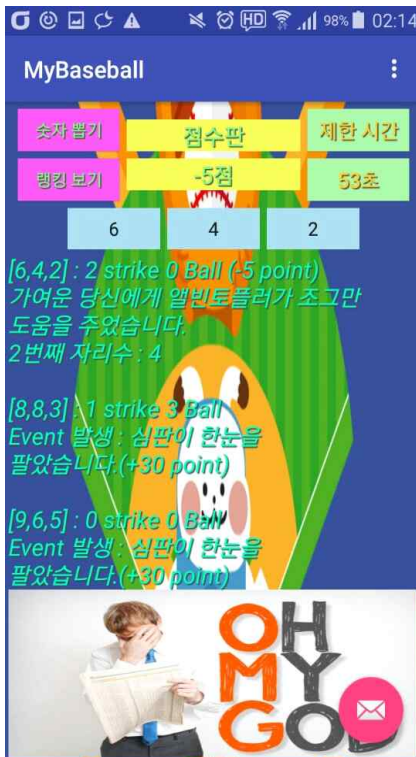 HD 98% 02:14
MyBaseball
숫자 뽑기 점수판 제한 시간
랭킹 보기 -5점 53초
6 4 2
[6,4,2] : 2 strike 0 Ball (-5 point)
가여운 당신에게 앨빈토플러가 조그만
도움을 주었습니다.
2번째 자리수 : 4
[8,8,3] : 1 strike 3 Ball
Event 발생 : 심판이 한눈을
팔았습니다.(+30 point)
[9,6,5] : 0 strike 0 Ball
Event 발생 : 심판이 한눈을
팔았습니다.(+30 point)
OH
MY
GOD